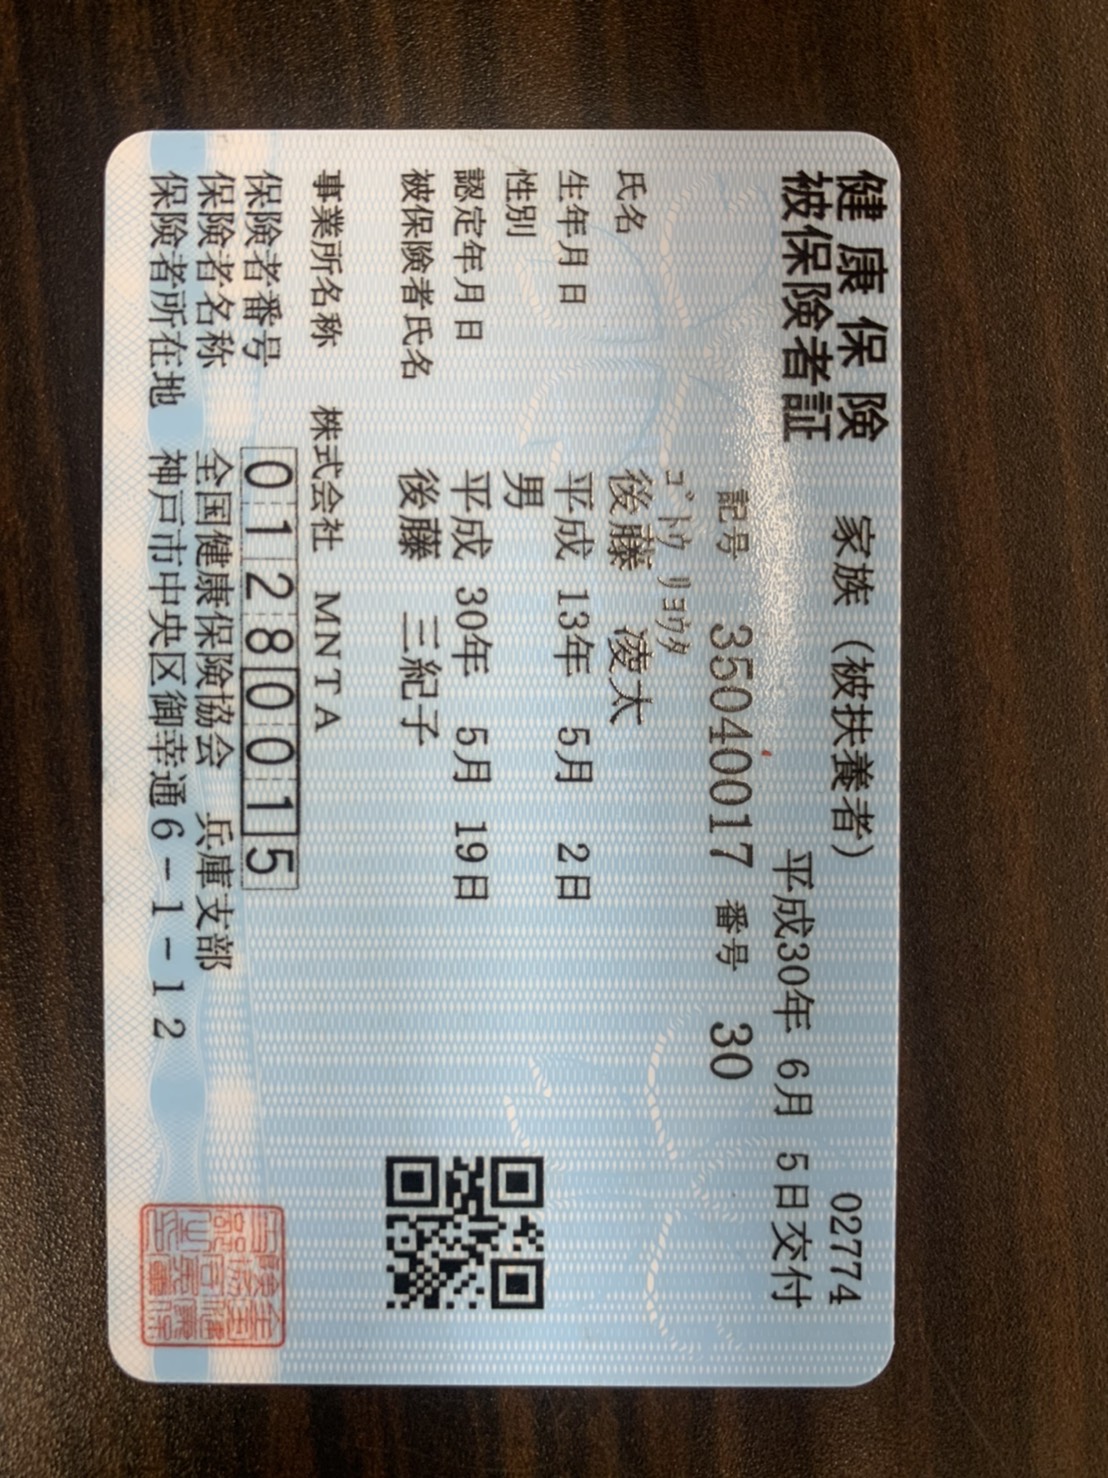 健康保険
被保険者証
家族（被扶養者）
02774
平成30年 6月 5日交付
記号 35040017 番号 30
ｺﾞﾄｳ ﾘﾖｳﾀ
氏名 後藤 凌太
生年月日 平成 13年 5月 2日
性別 男
認定年月日 平成 30年 5月 19日
被保険者氏名 後藤 三紀子
事業所名称 株式会社 ＭＮＴＡ
保険者番号 01280015
保険者名称 全国健康保険協会 兵庫支部
保険者所在地 神戸市中央区御幸通６－１－１２